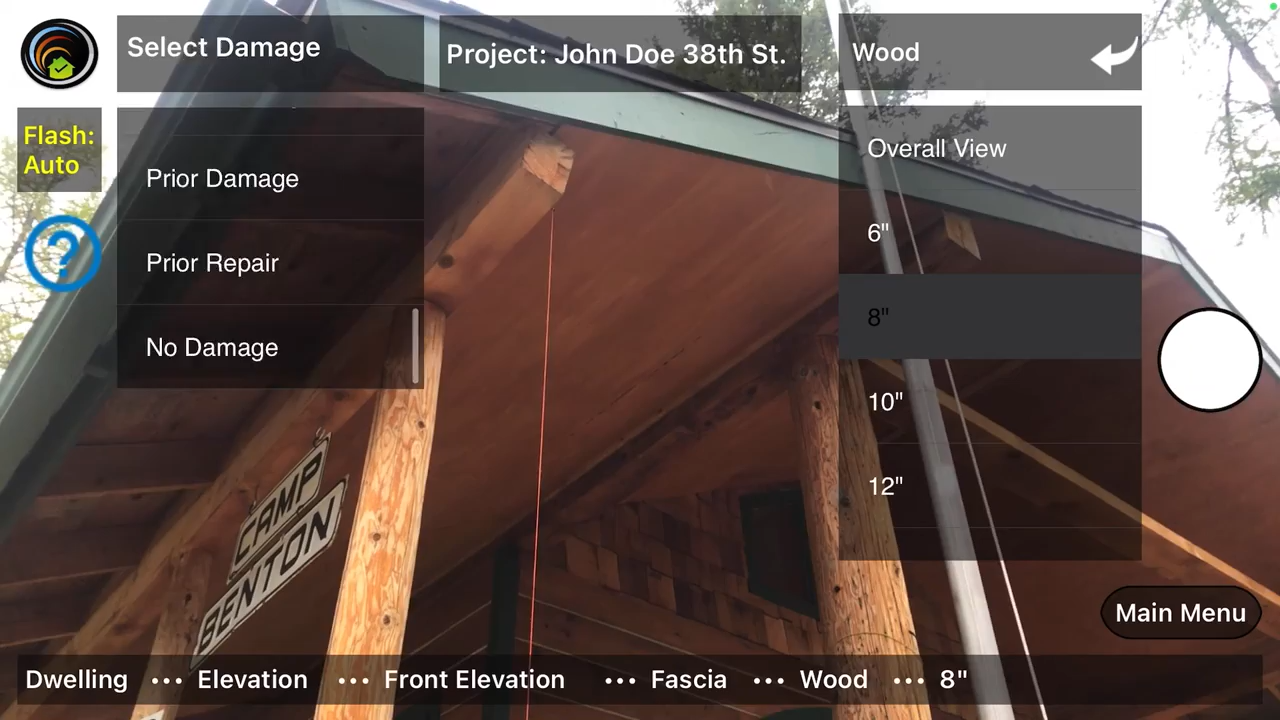 Select Damage
Project: John Doe 38th St.
Wood
Flash:
Auto
?
Prior Damage
Prior Repair
No Damage
Overall View
6"
8"
10"
12"
CAMP
BENTON
Main Menu
Dwelling ••• Elevation ••• Front Elevation ••• Fascia ••• Wood ••• 8"